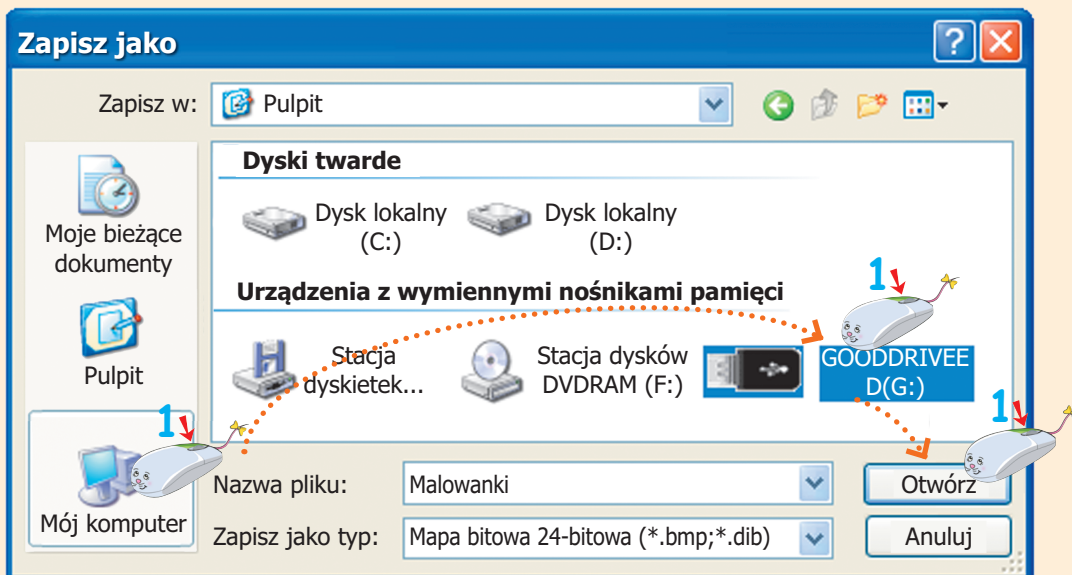 Zapisz jako
Zapisz w:
Pulpit
Moje bieżące
dokumenty
Pulpit
Mój komputer
Dyski twarde
Dysk lokalny
(C:)
Dysk lokalny
(D:)
Urządzenia z wymiennymi nośnikami pamięci
1
Stacja
dyskietek...
Stacja dysków
DVDRAM (F:)
GOODDRIVEE
D(G:)
1
1
Nazwa pliku:
Malowanki
Otwórz
Zapisz jako typ:
Mapa bitowa 24-bitowa (*.bmp;*.dib)
Anuluj